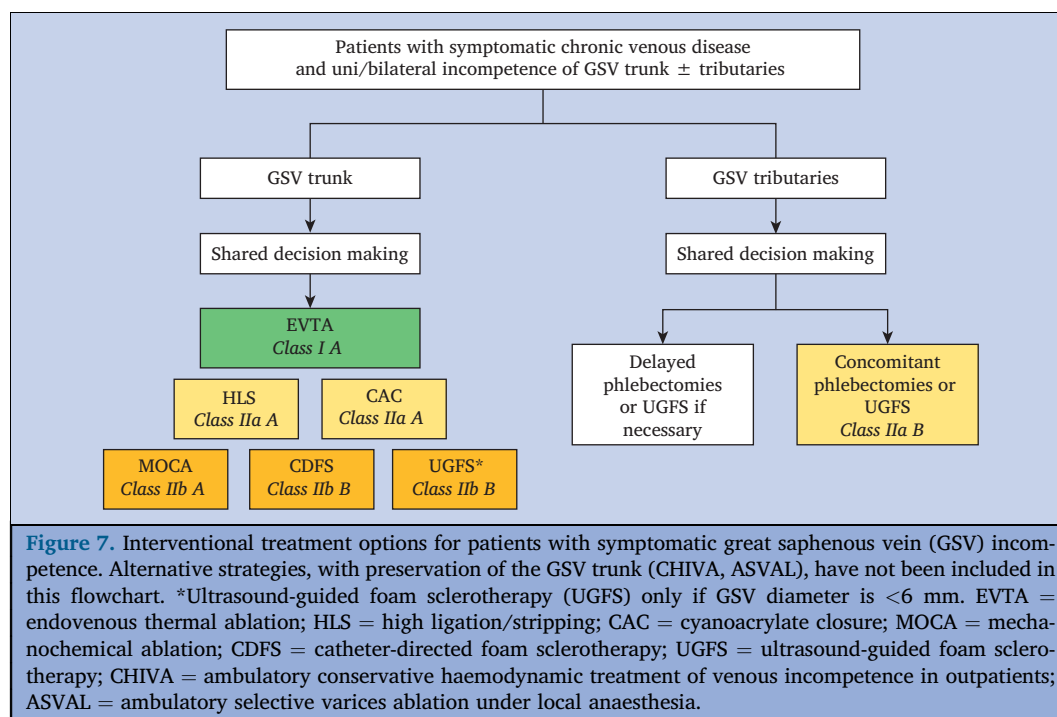 Patients with symptomatic chronic venous disease
and uni/bilateral incompetence of GSV trunk ± tributaries
GSV trunk
GSV tributaries
Shared decision making
Shared decision making
EVTA
Class I A
HLS
Class IIa A
CAC
Class IIa A
MOCA
Class IIb A
CDFS
Class IIb B
UGFS*
Class IIb B
Delayed
phlebectomies
or UGFS if
necessary
Concomitant
phlebectomies or
UGFS
Class IIa B
Figure 7. Interventional treatment options for patients with symptomatic great saphenous vein (GSV) incom-
petence. Alternative strategies, with preservation of the GSV trunk (CHIVA, ASVAL), have not been included in
this flowchart. *Ultrasound-guided foam sclerotherapy (UGFS) only if GSV diameter is <6 mm. EVTA =
endovenous thermal ablation; HLS = high ligation/stripping; CAC = cyanoacrylate closure; MOCA = mecha-
nochemical ablation; CDFS = catheter-directed foam sclerotherapy; UGFS = ultrasound-guided foam sclero-
therapy; CHIVA = ambulatory conservative haemodynamic treatment of venous incompetence in outpatients;
ASVAL = ambulatory selective varices ablation under local anaesthesia.